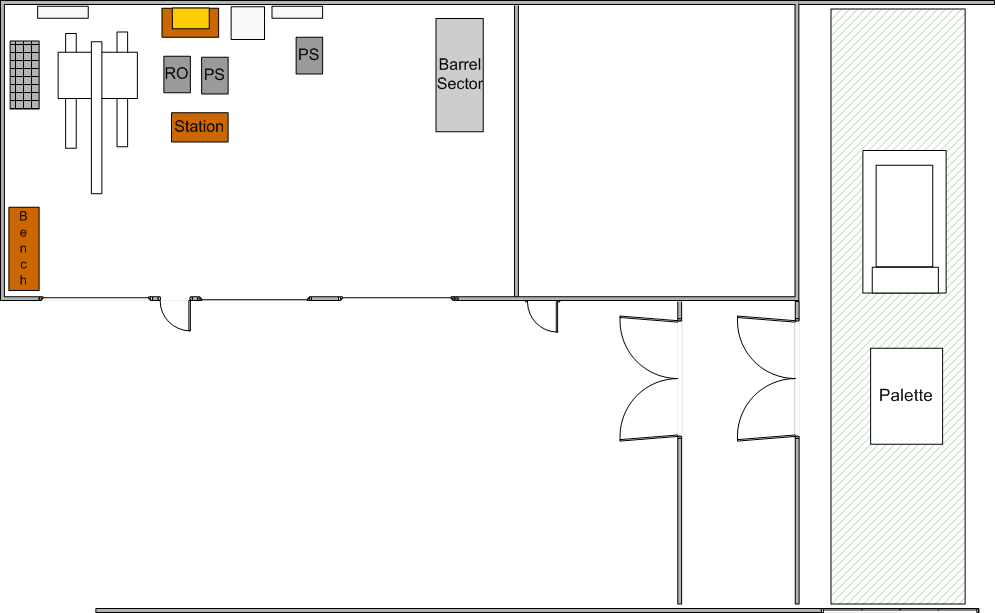 PS
RO
PS
Barrel
Sector
Station
B
e
n
c
h
Palette